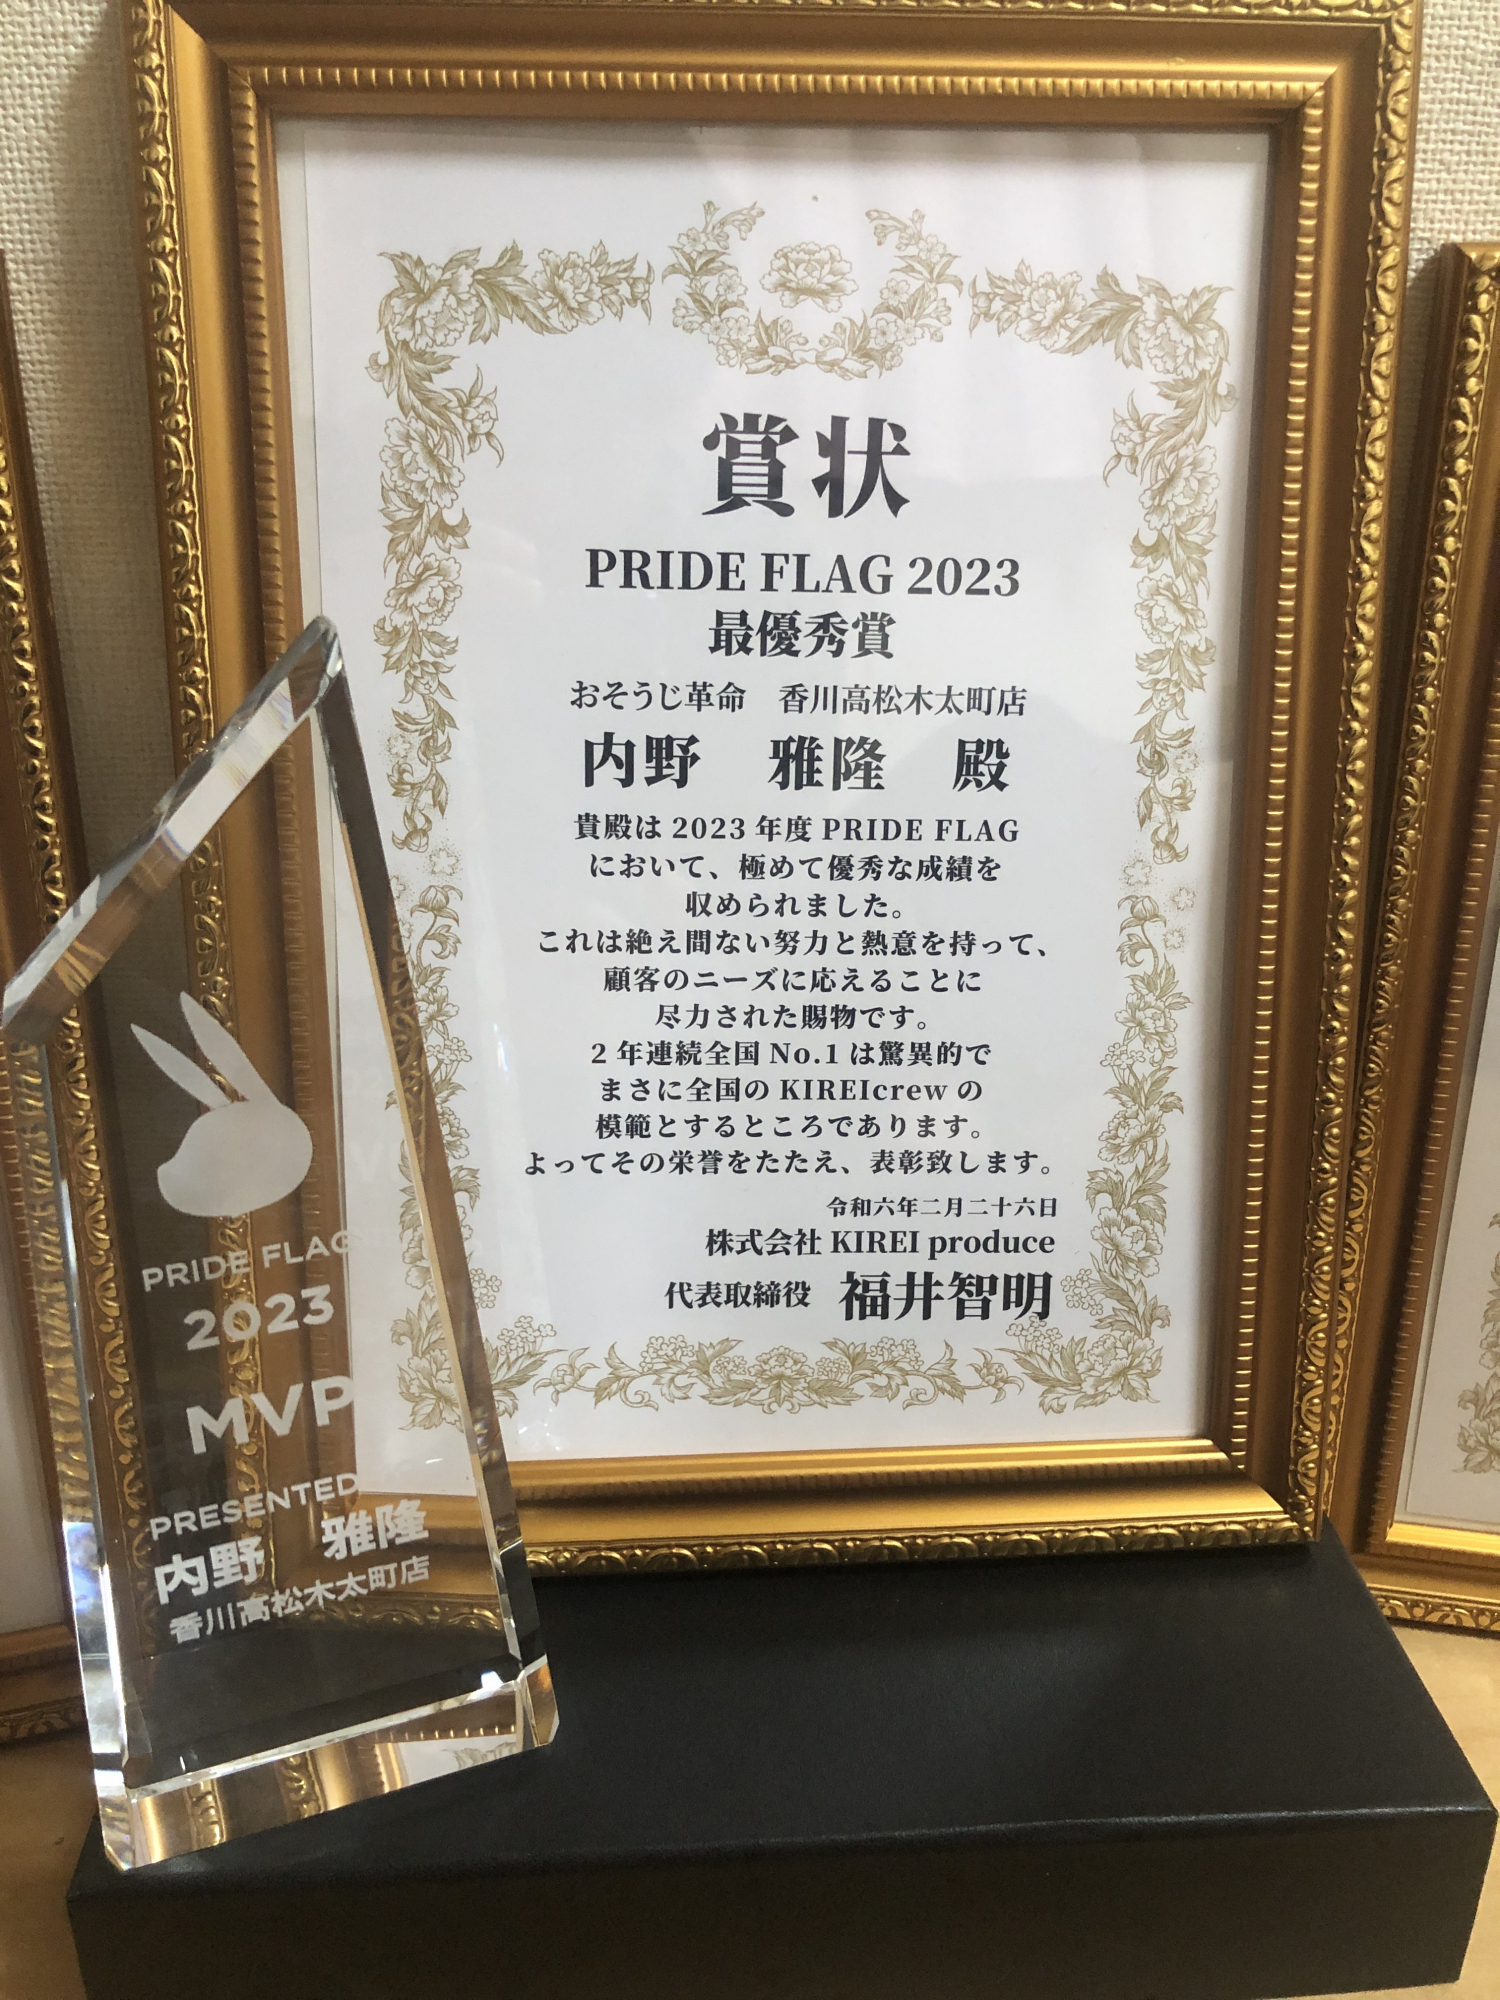 賞状
PRIDE FLAG 2023
最優秀賞
おそうじ革命　香川高松木太町店
内野　雅隆　殿
貴殿は 2023 年度 PRIDE FLAG
において、極めて優秀な成績を
収められました。
これは絶え間ない努力と熱意を持って、
顧客のニーズに応えることに
尽力された賜物です。
2 年連続全国 No.1 は驚異的で
まさに全国の KIREIcrew の
模範とするところであります。
よってその栄誉をたたえ、表彰致します。
令和六年二月二十六日
株式会社 KIREI produce
代表取締役　福井智明
PRIDE FLAG
2023
MVP
PRESENTED
内野　雅隆
香川高松木太町店